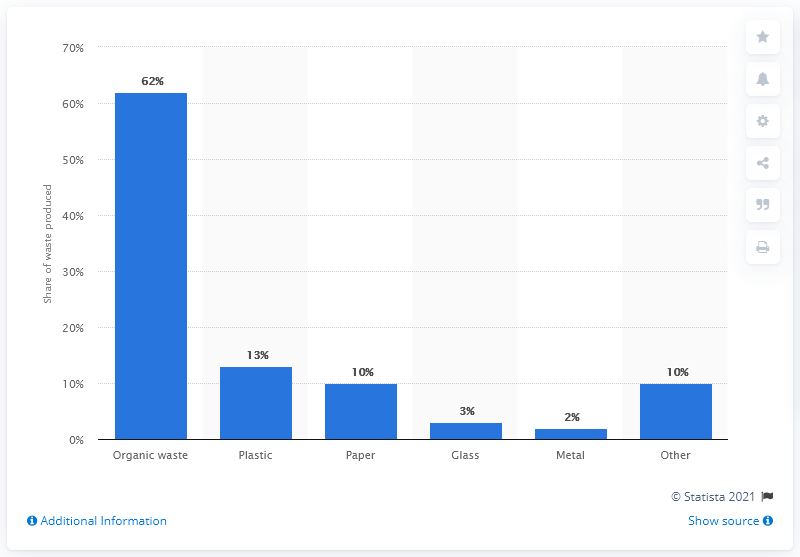 70%
60%
50%
40%
30%
20%
10%
0%
Share of waste produced
62%
13%
10%
3%
2%
10%
Organic waste
Plastic
Paper
Glass
Metal
Other
© Statista 2021
Additional Information
Show source